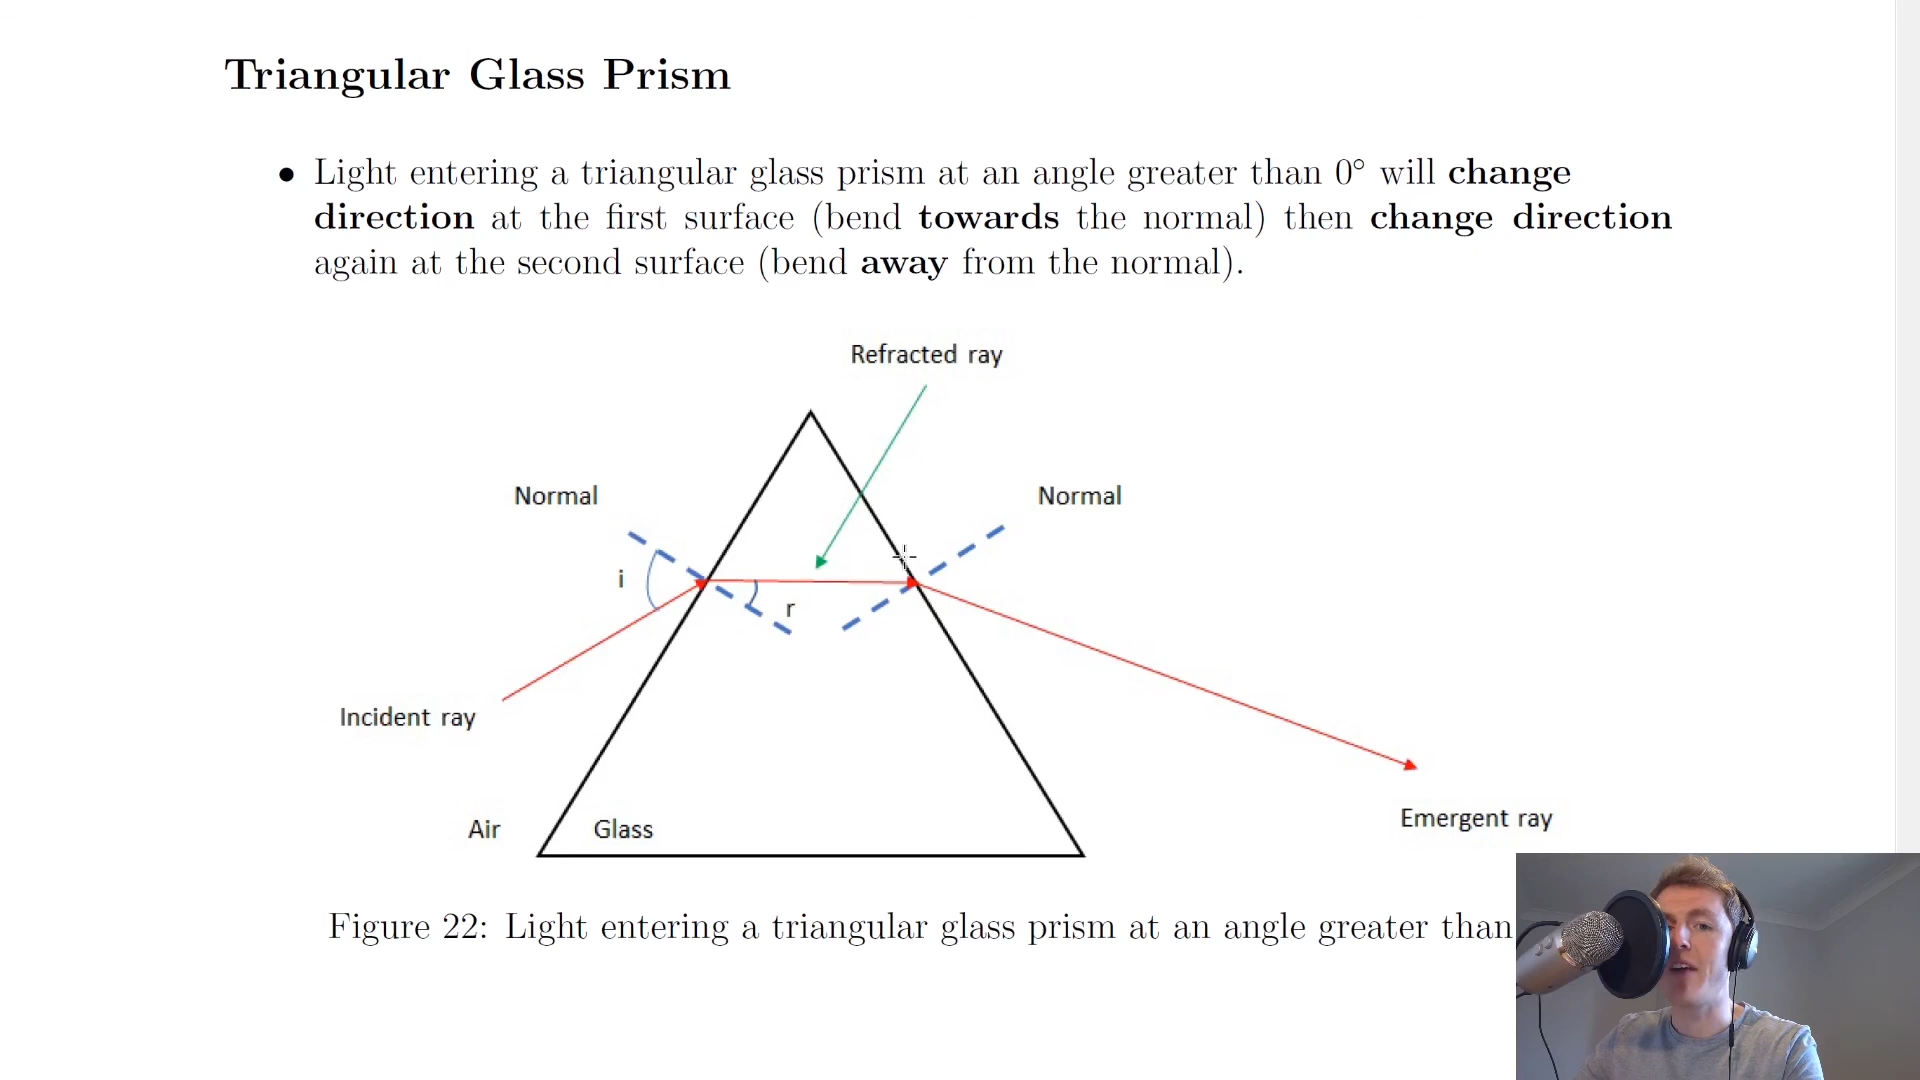 Triangular Glass Prism
• Light entering a triangular glass prism at an angle greater than 0° will change
direction at the first surface (bend towards the normal) then change direction
again at the second surface (bend away from the normal).
Refracted ray
Normal
Normal
i
r
Incident ray
Air
Glass
Emergent ray
Figure 22: Light entering a triangular glass prism at an angle greater than